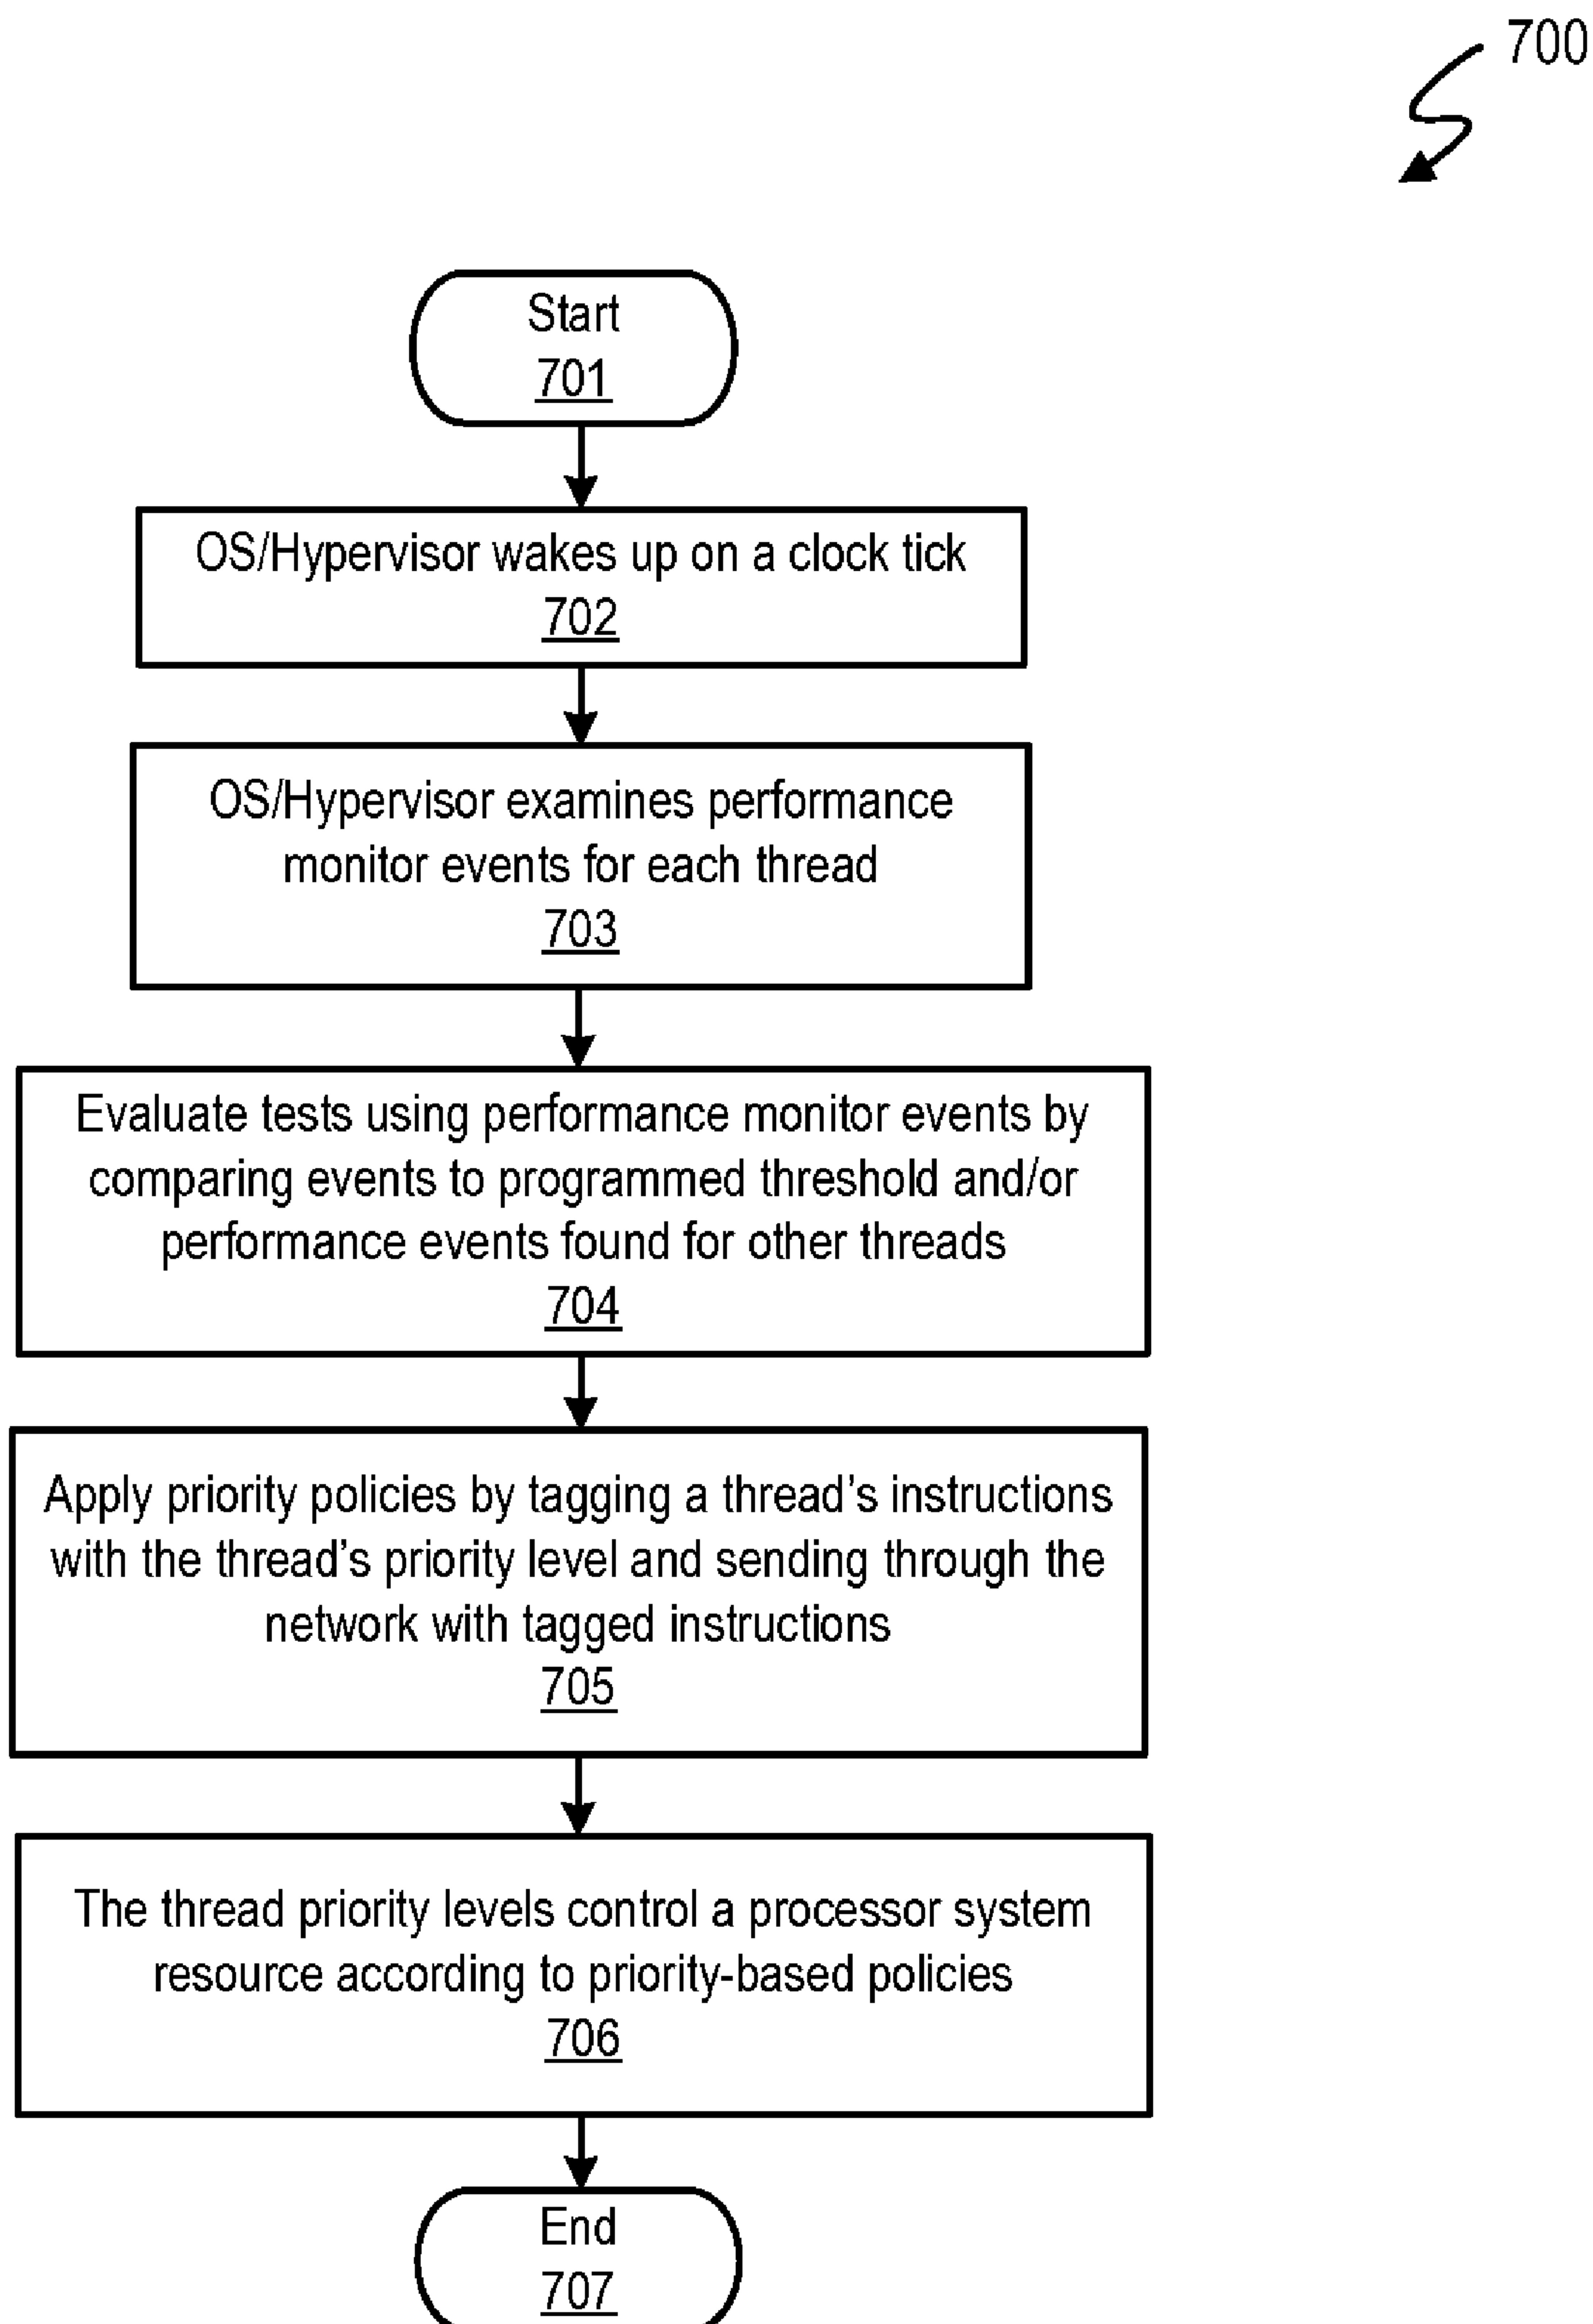 700
Start
701
OS/Hypervisor wakes up on a clock tick
702
OS/Hypervisor examines performance
monitor events for each thread
703
Evaluate tests using performance monitor events by
comparing events to programmed threshold and/or
performance events found for other threads
704
Apply priority policies by tagging a thread's instructions
with the thread's priority level and sending through the
network with tagged instructions
705
The thread priority levels control a processor system
resource according to priority-based policies
706
End
707